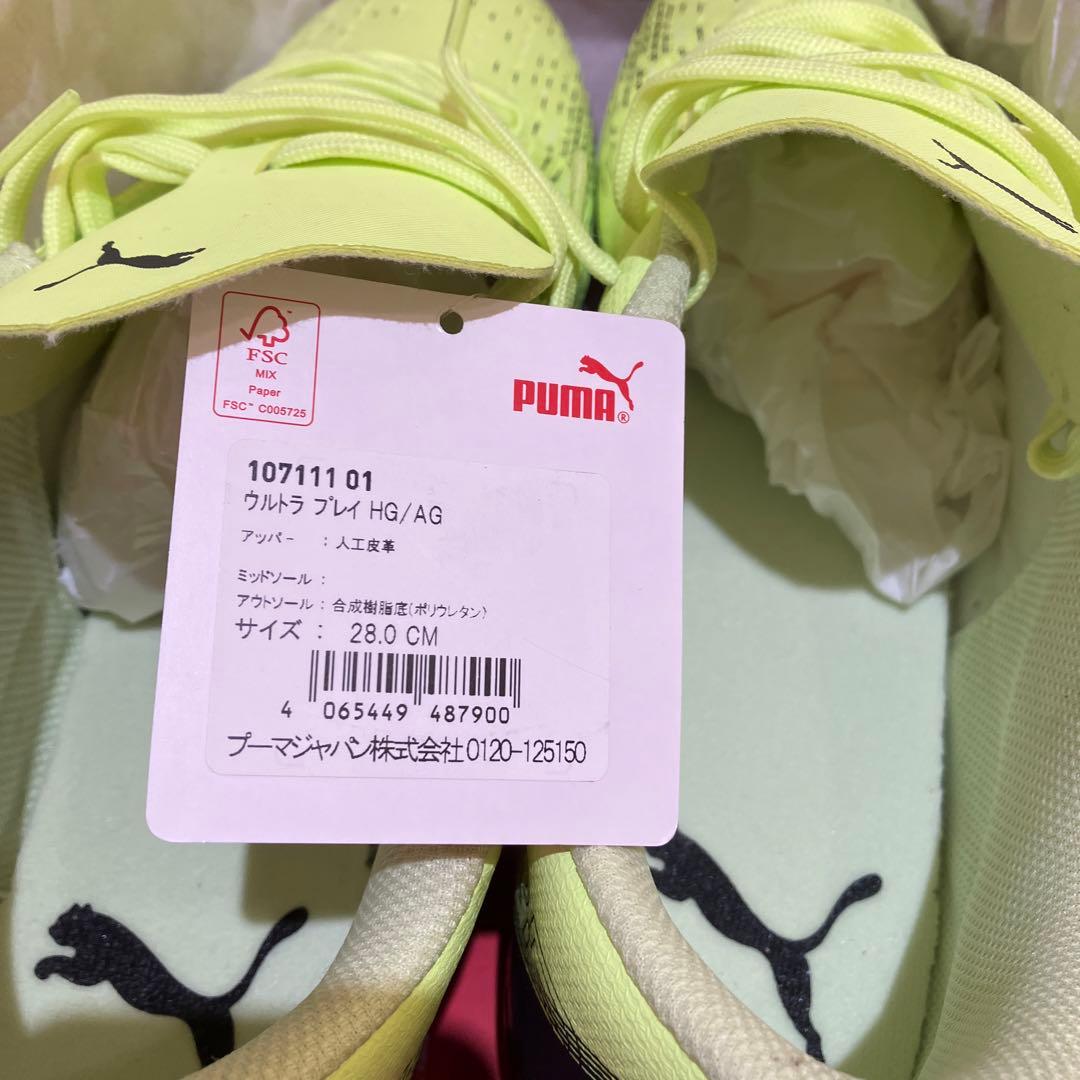 FSC
MIX
Paper
FSC™ C005725
PUMA®
107111 01
ウルトラ プレイ HG/AG
アッパー : 人工皮革
ミッドソール :
アウトソール : 合成樹脂底(ポリウレタン)
サイズ : 28.0 CM
4 065449 487900
プーマジャパン株式会社 0120-125150